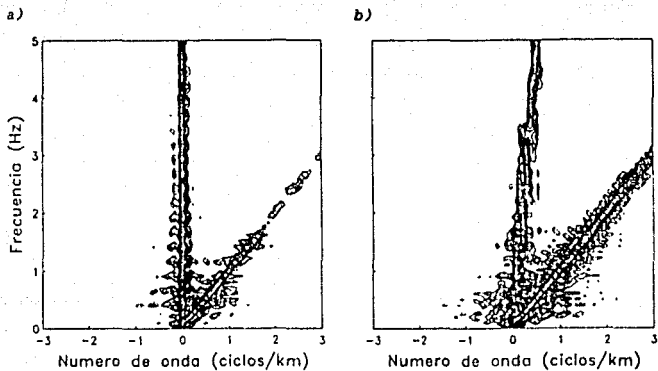 a)
b)
5
4
3
2
1
0
Frecuencia (Hz)
-3 -2 -1 0 1 2 3
-3 -2 -1 0 1 2 3
Numero de onda (ciclos/km)
Numero de onda (ciclos/km)